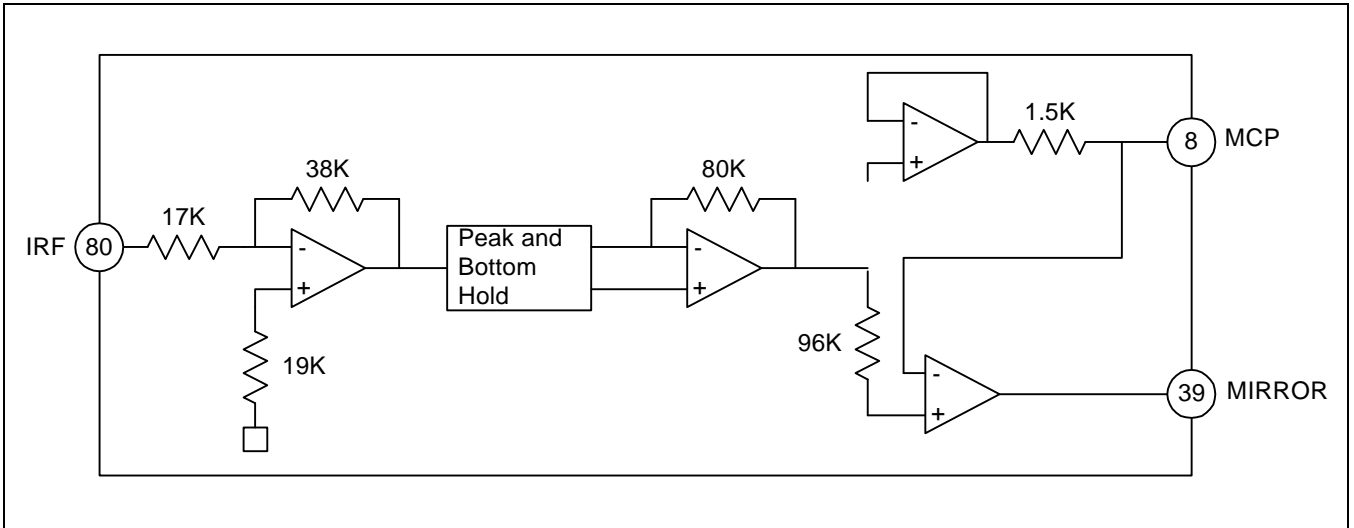 1.5K
-
+
8
MCP
38K
80K
17K
IRF
80
-
+
Peak and
Bottom
Hold
-
+
19K
96K
-
+
39
MIRROR